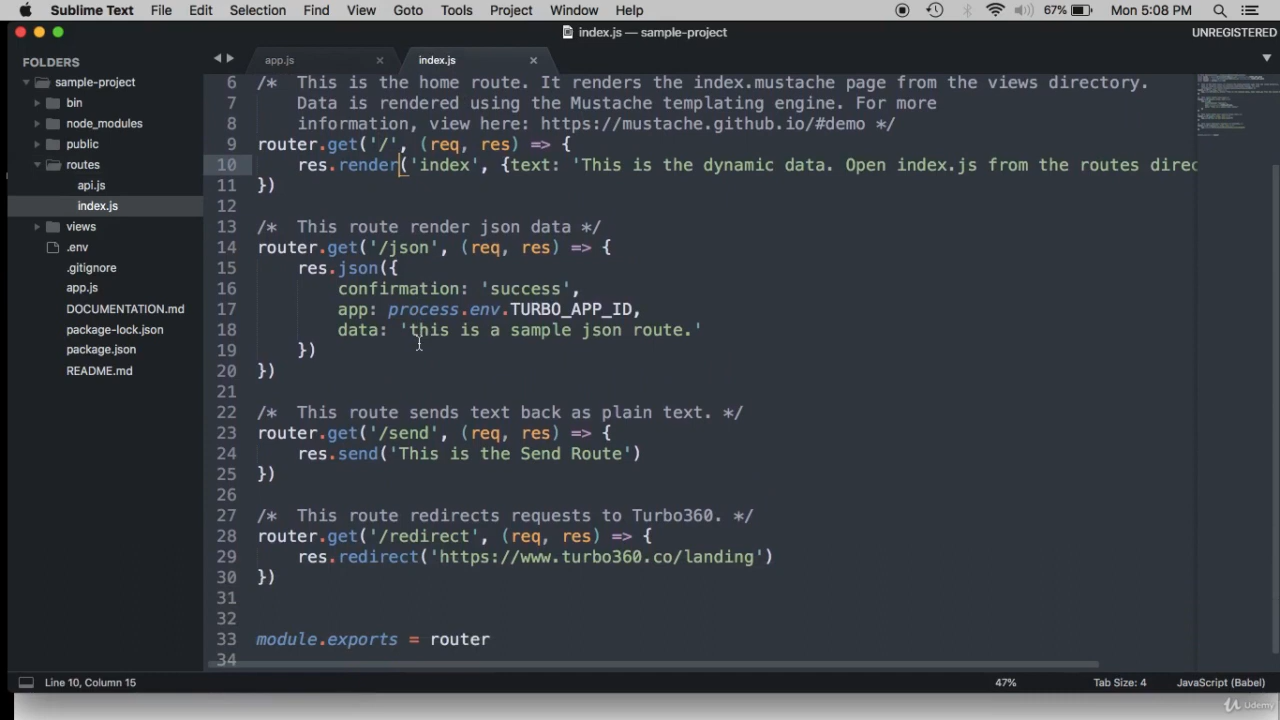 Sublime Text File Edit Selection Find Goto Tools Project Window Help 67% Mon 5:08 PM
index.js — sample-project UNREGISTERED
FOLDERS
sample-project
bin
node_modules
public
routes
api.js
index.js
views
.env
.gitignore
app.js
DOCUMENTATION.md
package-lock.json
package.json
README.md
app.js × index.js ×
6 /* This is the home route. It renders the index.mustache page from the views directory.
7 Data is rendered using the Mustache templating engine. For more
8 information, view here: https://mustache.github.io/#demo */
9 router.get('/', (req, res) => {
10 res.render('index', {text: 'This is the dynamic data. Open index.js from the routes direc
11 })
12
13 /* This route render json data */
14 router.get('/json', (req, res) => {
15 res.json({
16 confirmation: 'success',
17 app: process.env.TURBO_APP_ID,
18 data: 'this is a sample json route.'
19 })
20 })
21
22 /* This route sends text back as plain text. */
23 router.get('/send', (req, res) => {
24 res.send('This is the Send Route')
25 })
26
27 /* This route redirects requests to Turbo360. */
28 router.get('/redirect', (req, res) => {
29 res.redirect('https://www.turbo360.co/landing')
30 })
31
32
33 module.exports = router
34
Line 10, Column 15 47% Tab Size: 4 JavaScript (Babel)
Udemy